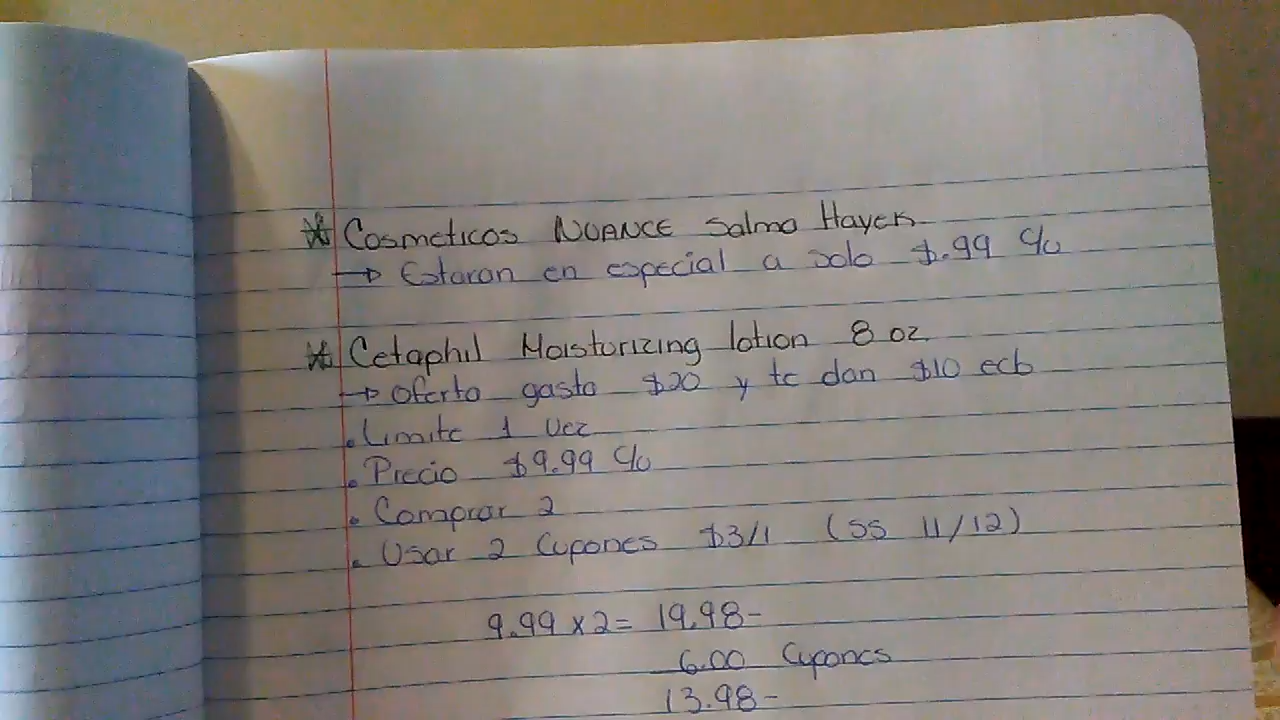 * Cosmeticos NUANCE Salma Hayek
→ Estaran en especial a solo $.99 c/u
* Cetaphil Moisturizing lotion 8 oz.
→ Oferta gasta $20 y te dan $10 ecb
. Limite 1 vez
. Precio $9.99 c/u
. Comprar 2
. Usar 2 Cupones $3/1 (SS 11/12)
9.99 x 2 = 19.98-
6.00 Cupones
13.98-